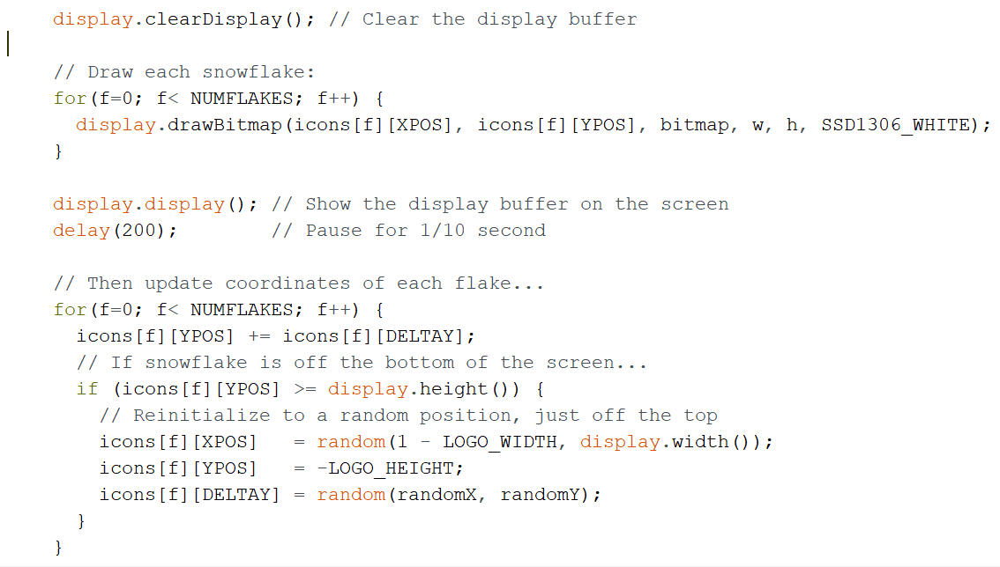 display.clearDisplay(); // Clear the display buffer
// Draw each snowflake:
for(f=0; f< NUMFLAKES; f++) {
display.drawBitmap(icons[f][XPOS], icons[f][YPOS], bitmap, w, h, SSD1306_WHITE);
}
display.display(); // Show the display buffer on the screen
delay(200);        // Pause for 1/10 second
// Then update coordinates of each flake...
for(f=0; f< NUMFLAKES; f++) {
icons[f][YPOS] += icons[f][DELTAY];
// If snowflake is off the bottom of the screen...
if (icons[f][YPOS] >= display.height()) {
// Reinitialize to a random position, just off the top
icons[f][XPOS]   = random(1 - LOGO_WIDTH, display.width());
icons[f][YPOS]   = -LOGO_HEIGHT;
icons[f][DELTAY] = random(randomX, randomY);
}
}